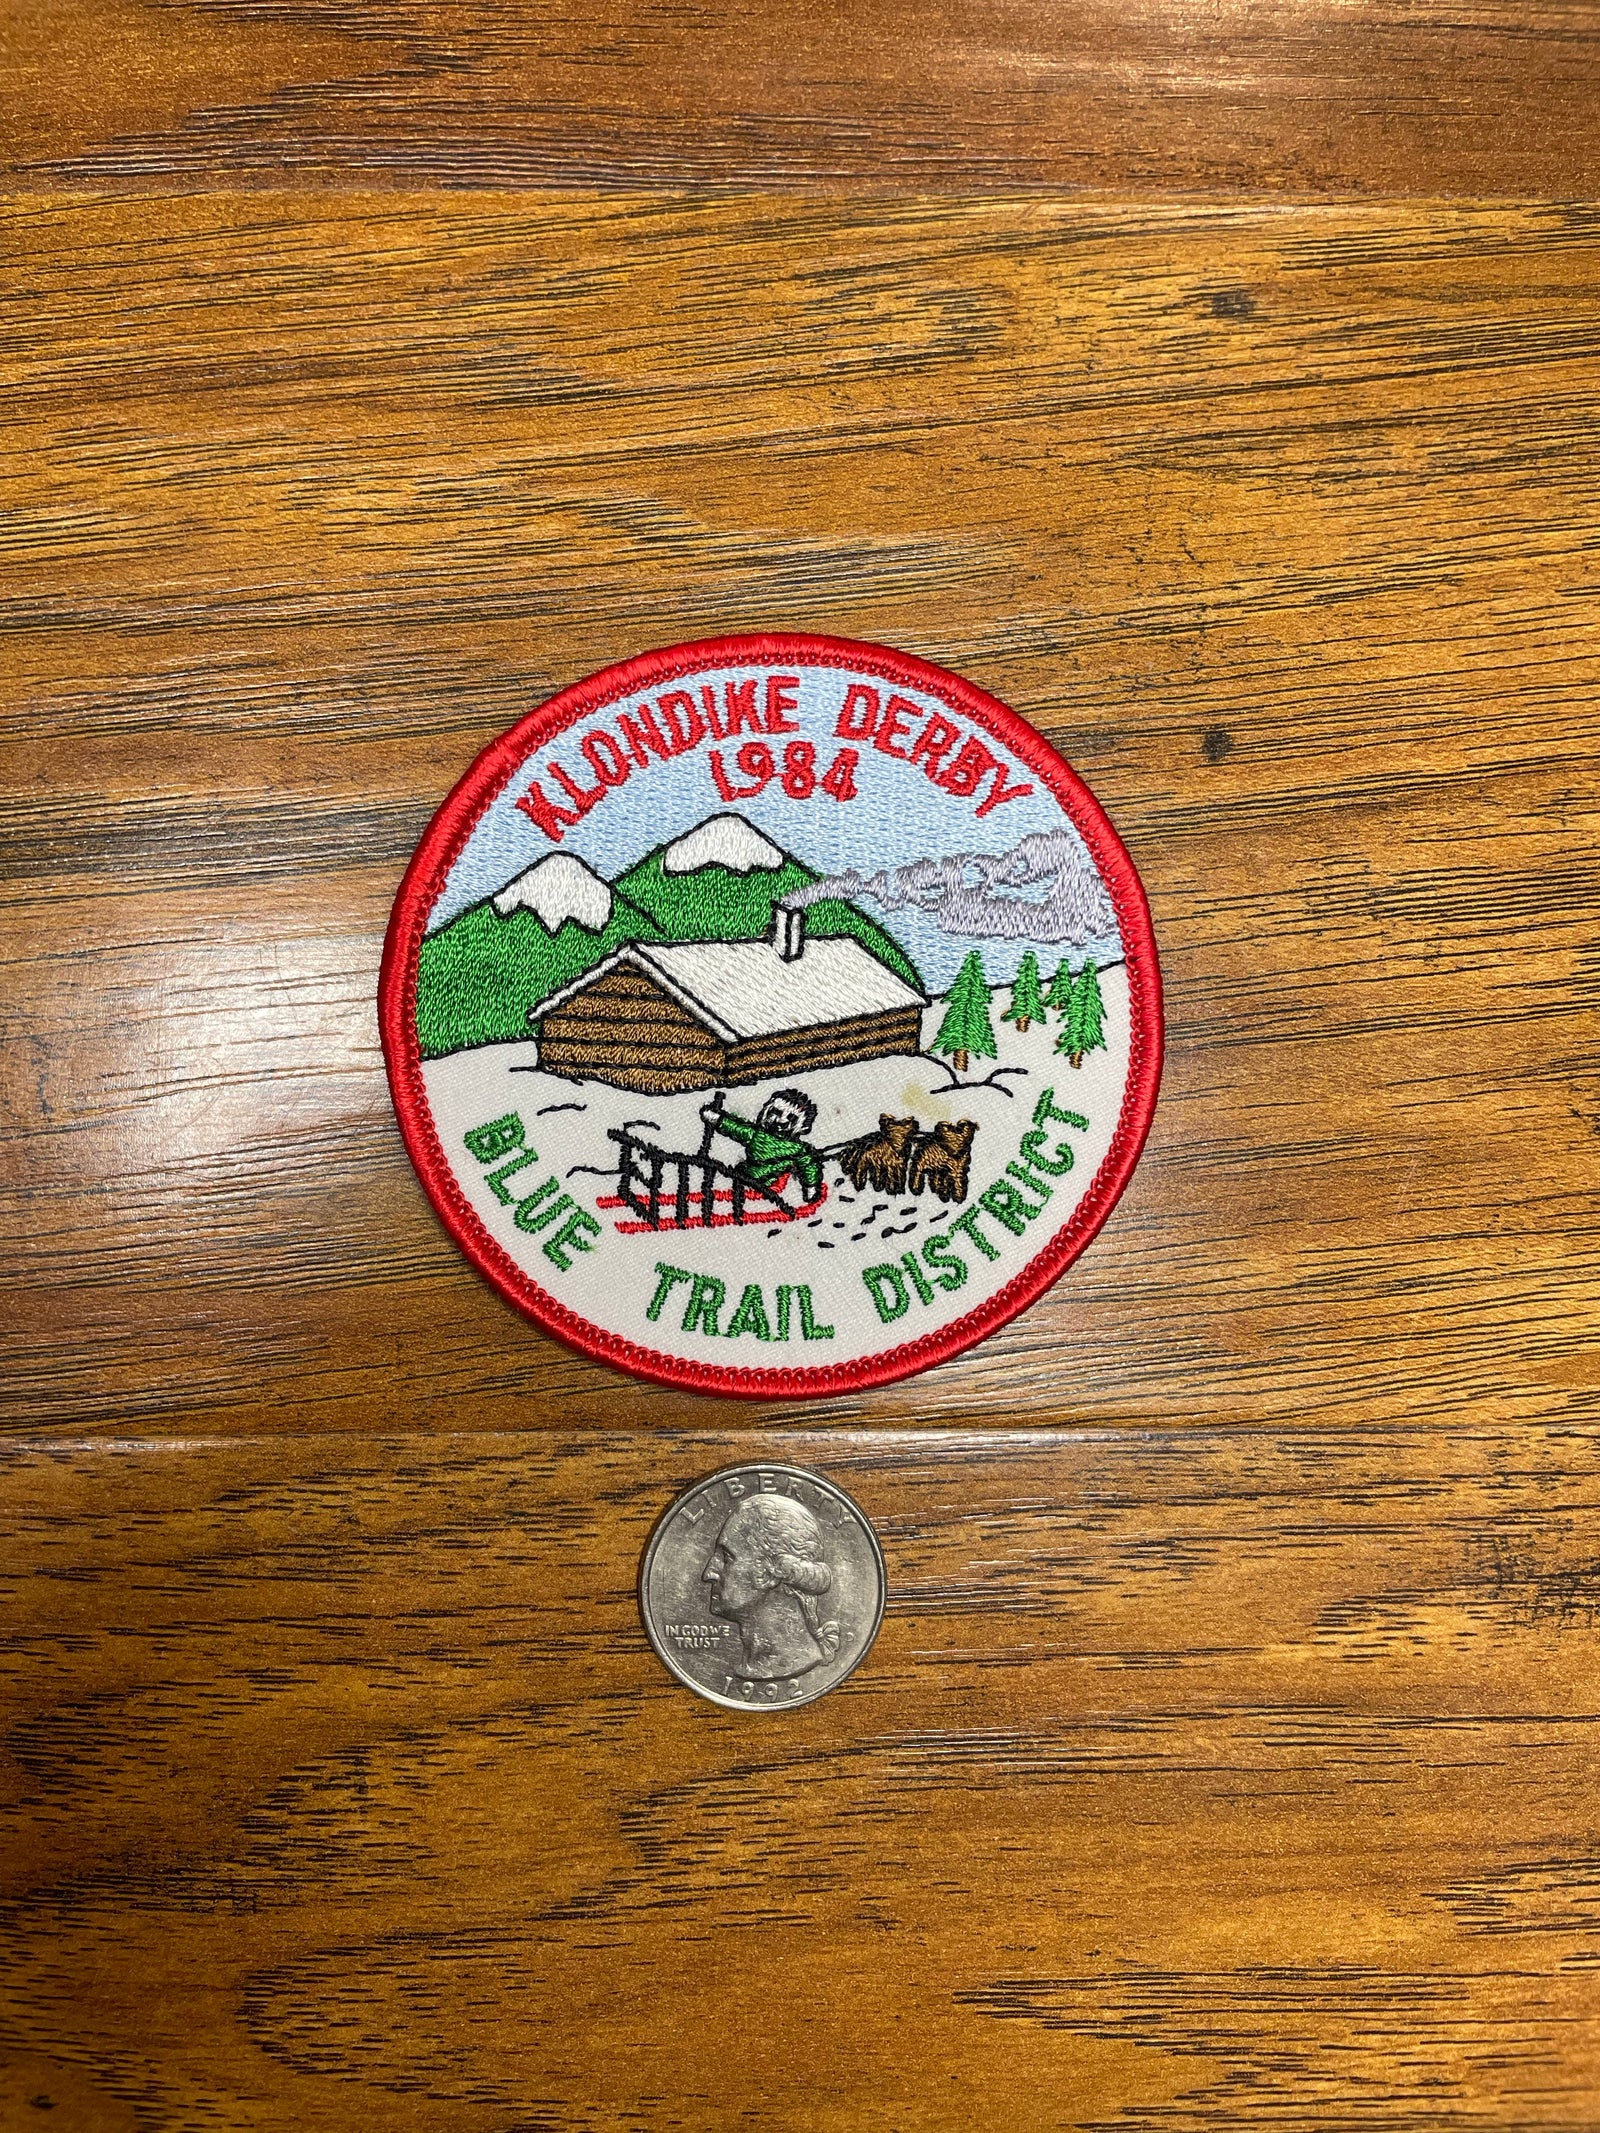 KLONDIKE DERBY
1984
BLUE TRAIL DISTRICT
LIBERTY
IN GOD WE
TRUST
P
1992